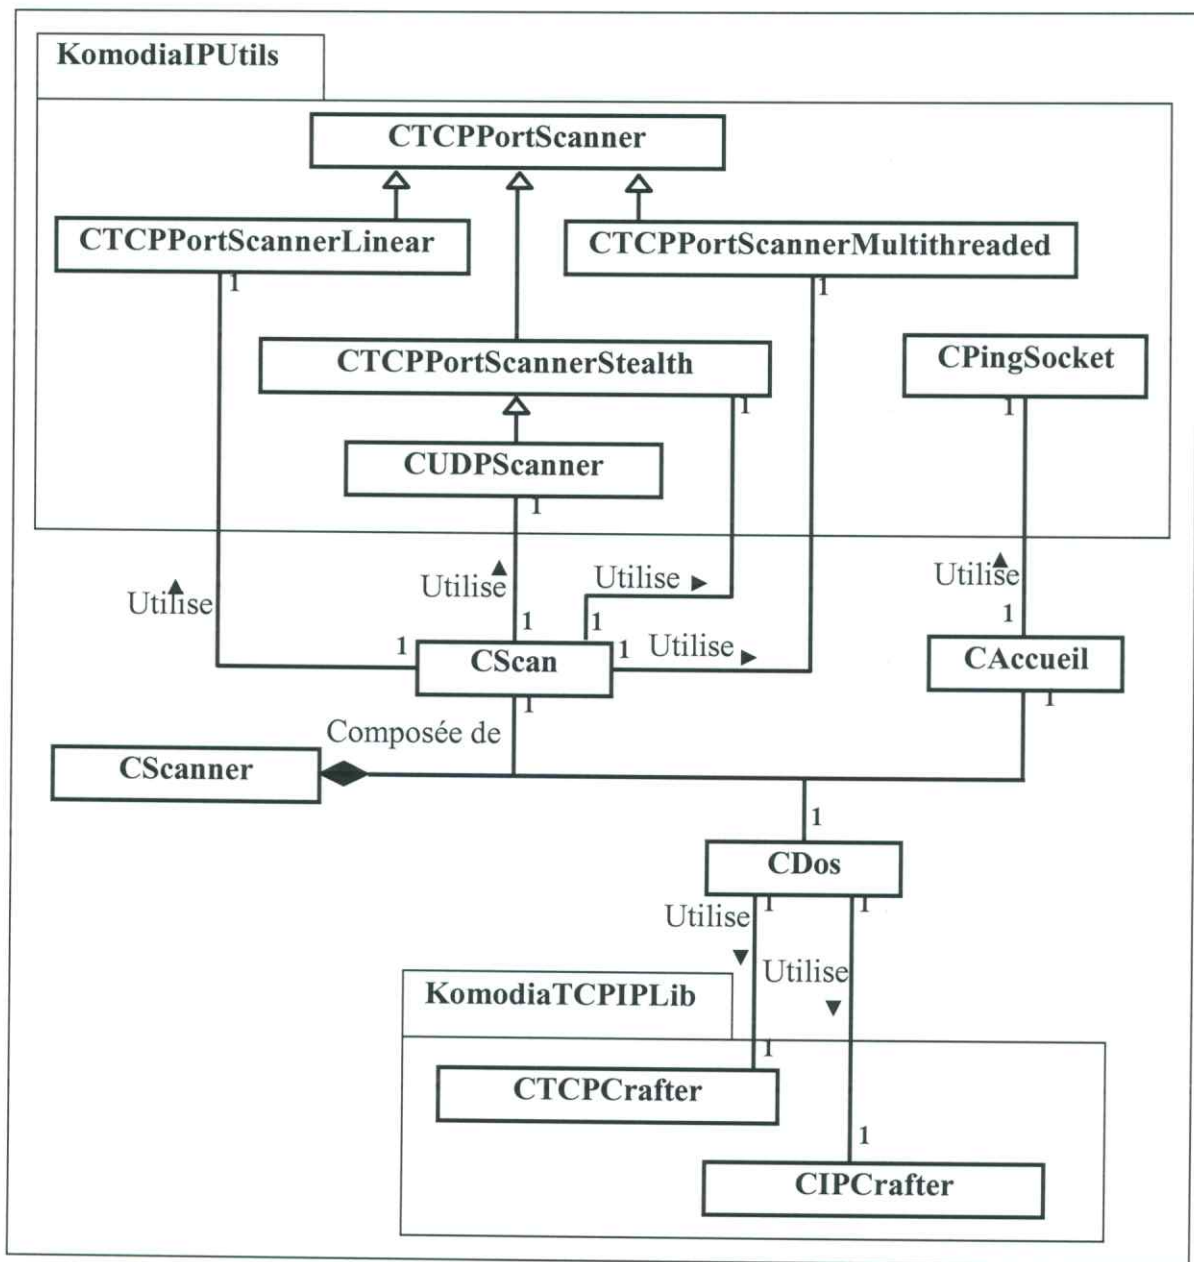 KomodiaIPUtils
CTCPPortScanner
CTCPPortScannerLinear
CTCPPortScannerMultithreaded
1
1
CTCPPortScannerStealth
CPingSocket
1
1
CUDPScanner
1
Utilise
Utilise
Utilise
Utilise
1
1
1
1
1
Utilise
CScan
CAccueil
1
1
Composée de
CScanner
1
CDos
1
1
Utilise
Utilise
KomodiaTCPIPLib
1
CTCPCrafter
1
CIPCrafter